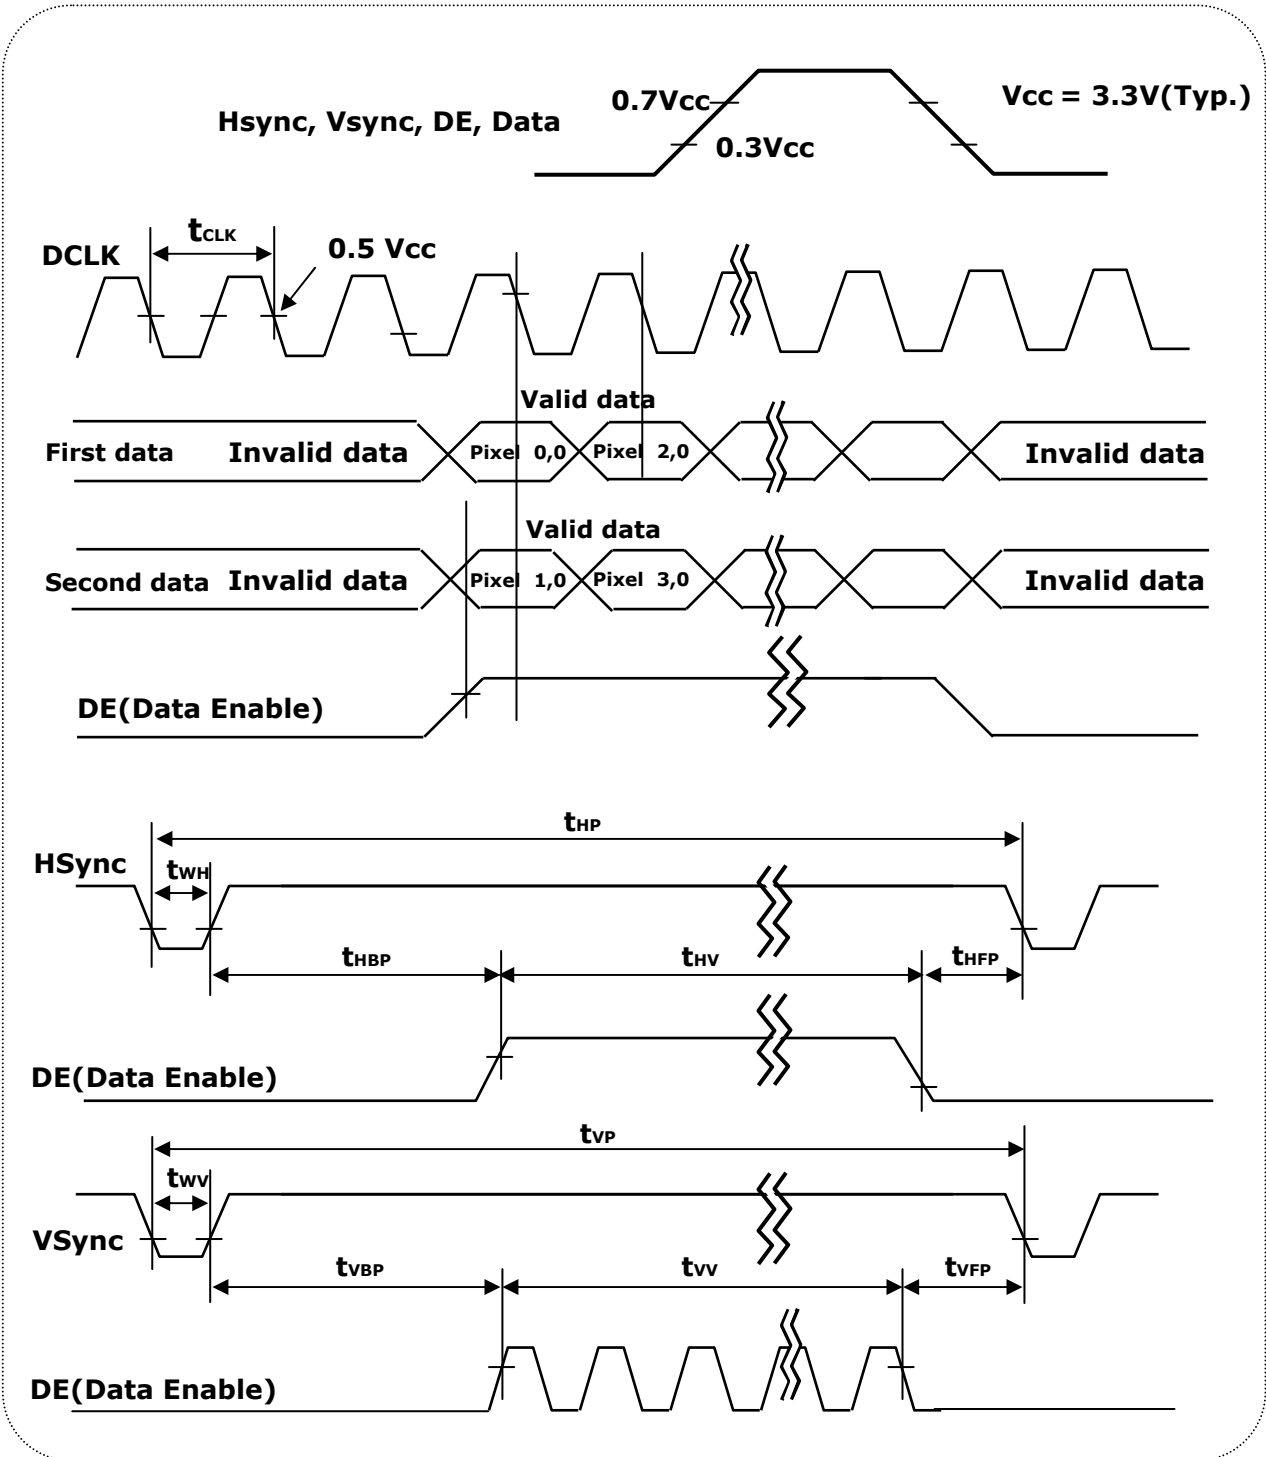 0.7Vcc
Vcc = 3.3V(Typ.)
Hsync, Vsync, DE, Data
0.3Vcc
tCLK
DCLK
0.5 Vcc
Valid data
First data
Invalid data
Pixel 0,0
Pixel 2,0
Invalid data
Valid data
Second data
Invalid data
Pixel 1,0
Pixel 3,0
Invalid data
DE(Data Enable)
tHP
HSync
tWH
tHBP
tHV
tHFP
DE(Data Enable)
tVP
tWV
VSync
tVBP
tVV
tVFP
DE(Data Enable)